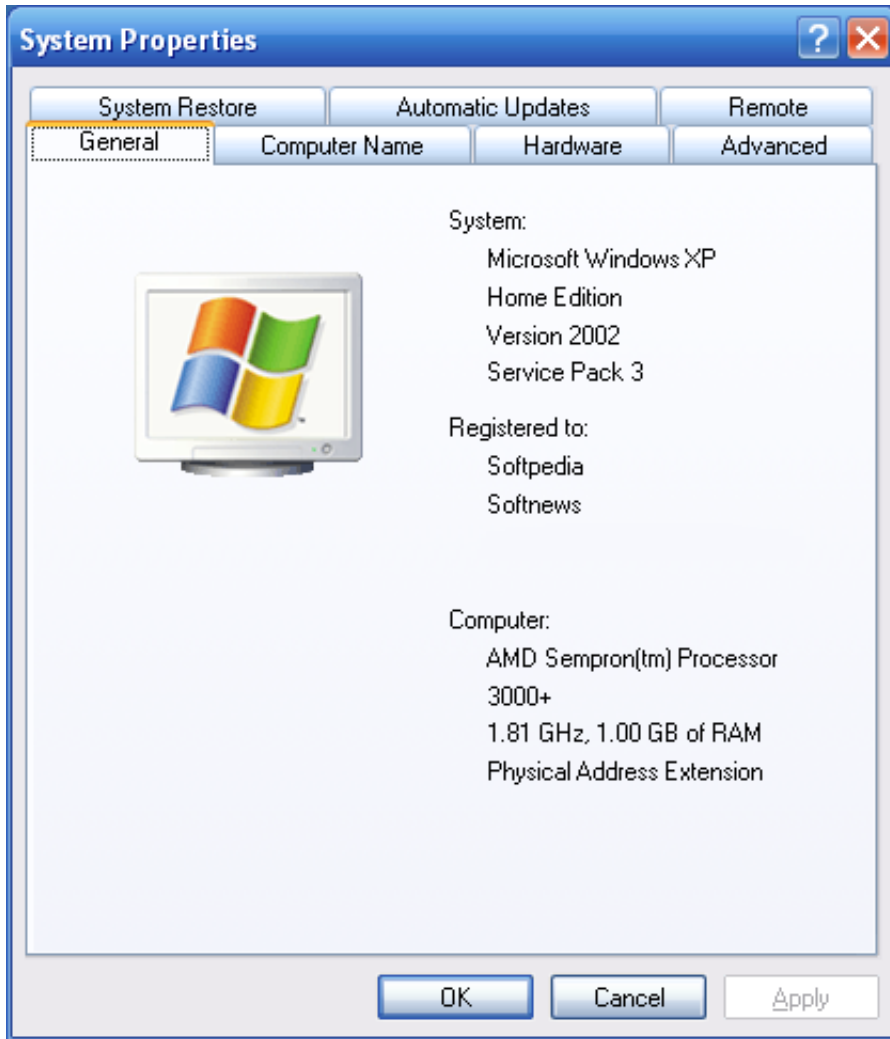 System Properties
System Restore
Automatic Updates
Remote
General
Computer Name
Hardware
Advanced
System:
Microsoft Windows XP
Home Edition
Version 2002
Service Pack 3
Registered to:
Softpedia
Softnews
Computer:
AMD Sempron(tm) Processor
3000+
1.81 GHz, 1.00 GB of RAM
Physical Address Extension
OK
Cancel
Apply